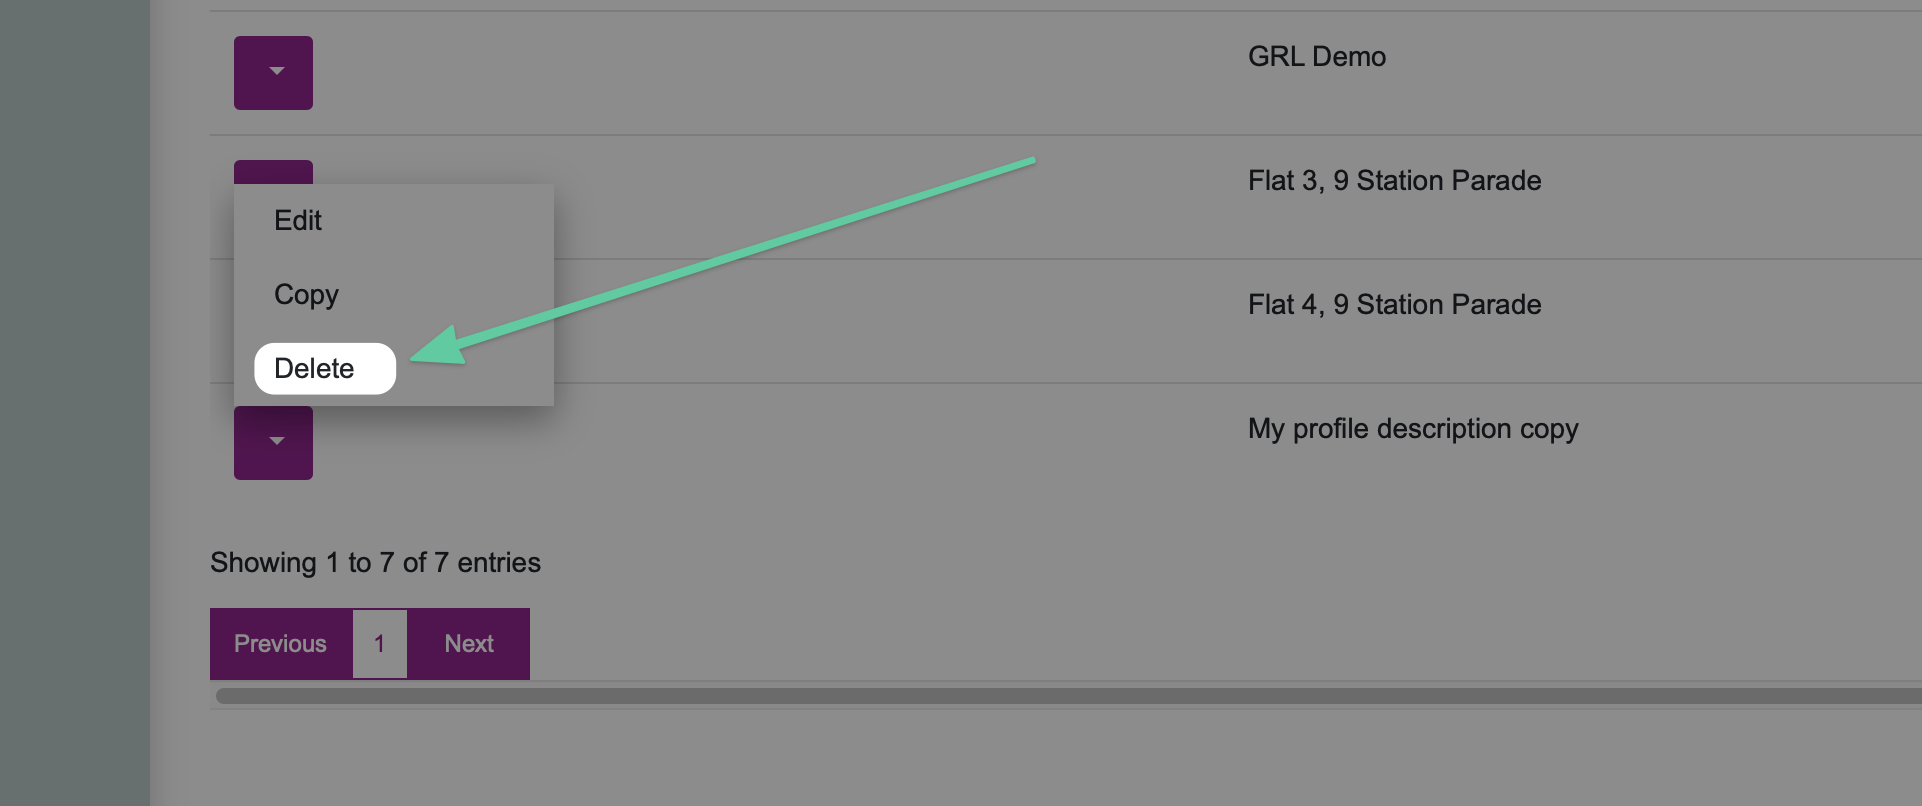 GRL Demo
Flat 3, 9 Station Parade
Edit
Copy
Flat 4, 9 Station Parade
Delete
My profile description copy
Showing 1 to 7 of 7 entries
Previous 1 Next